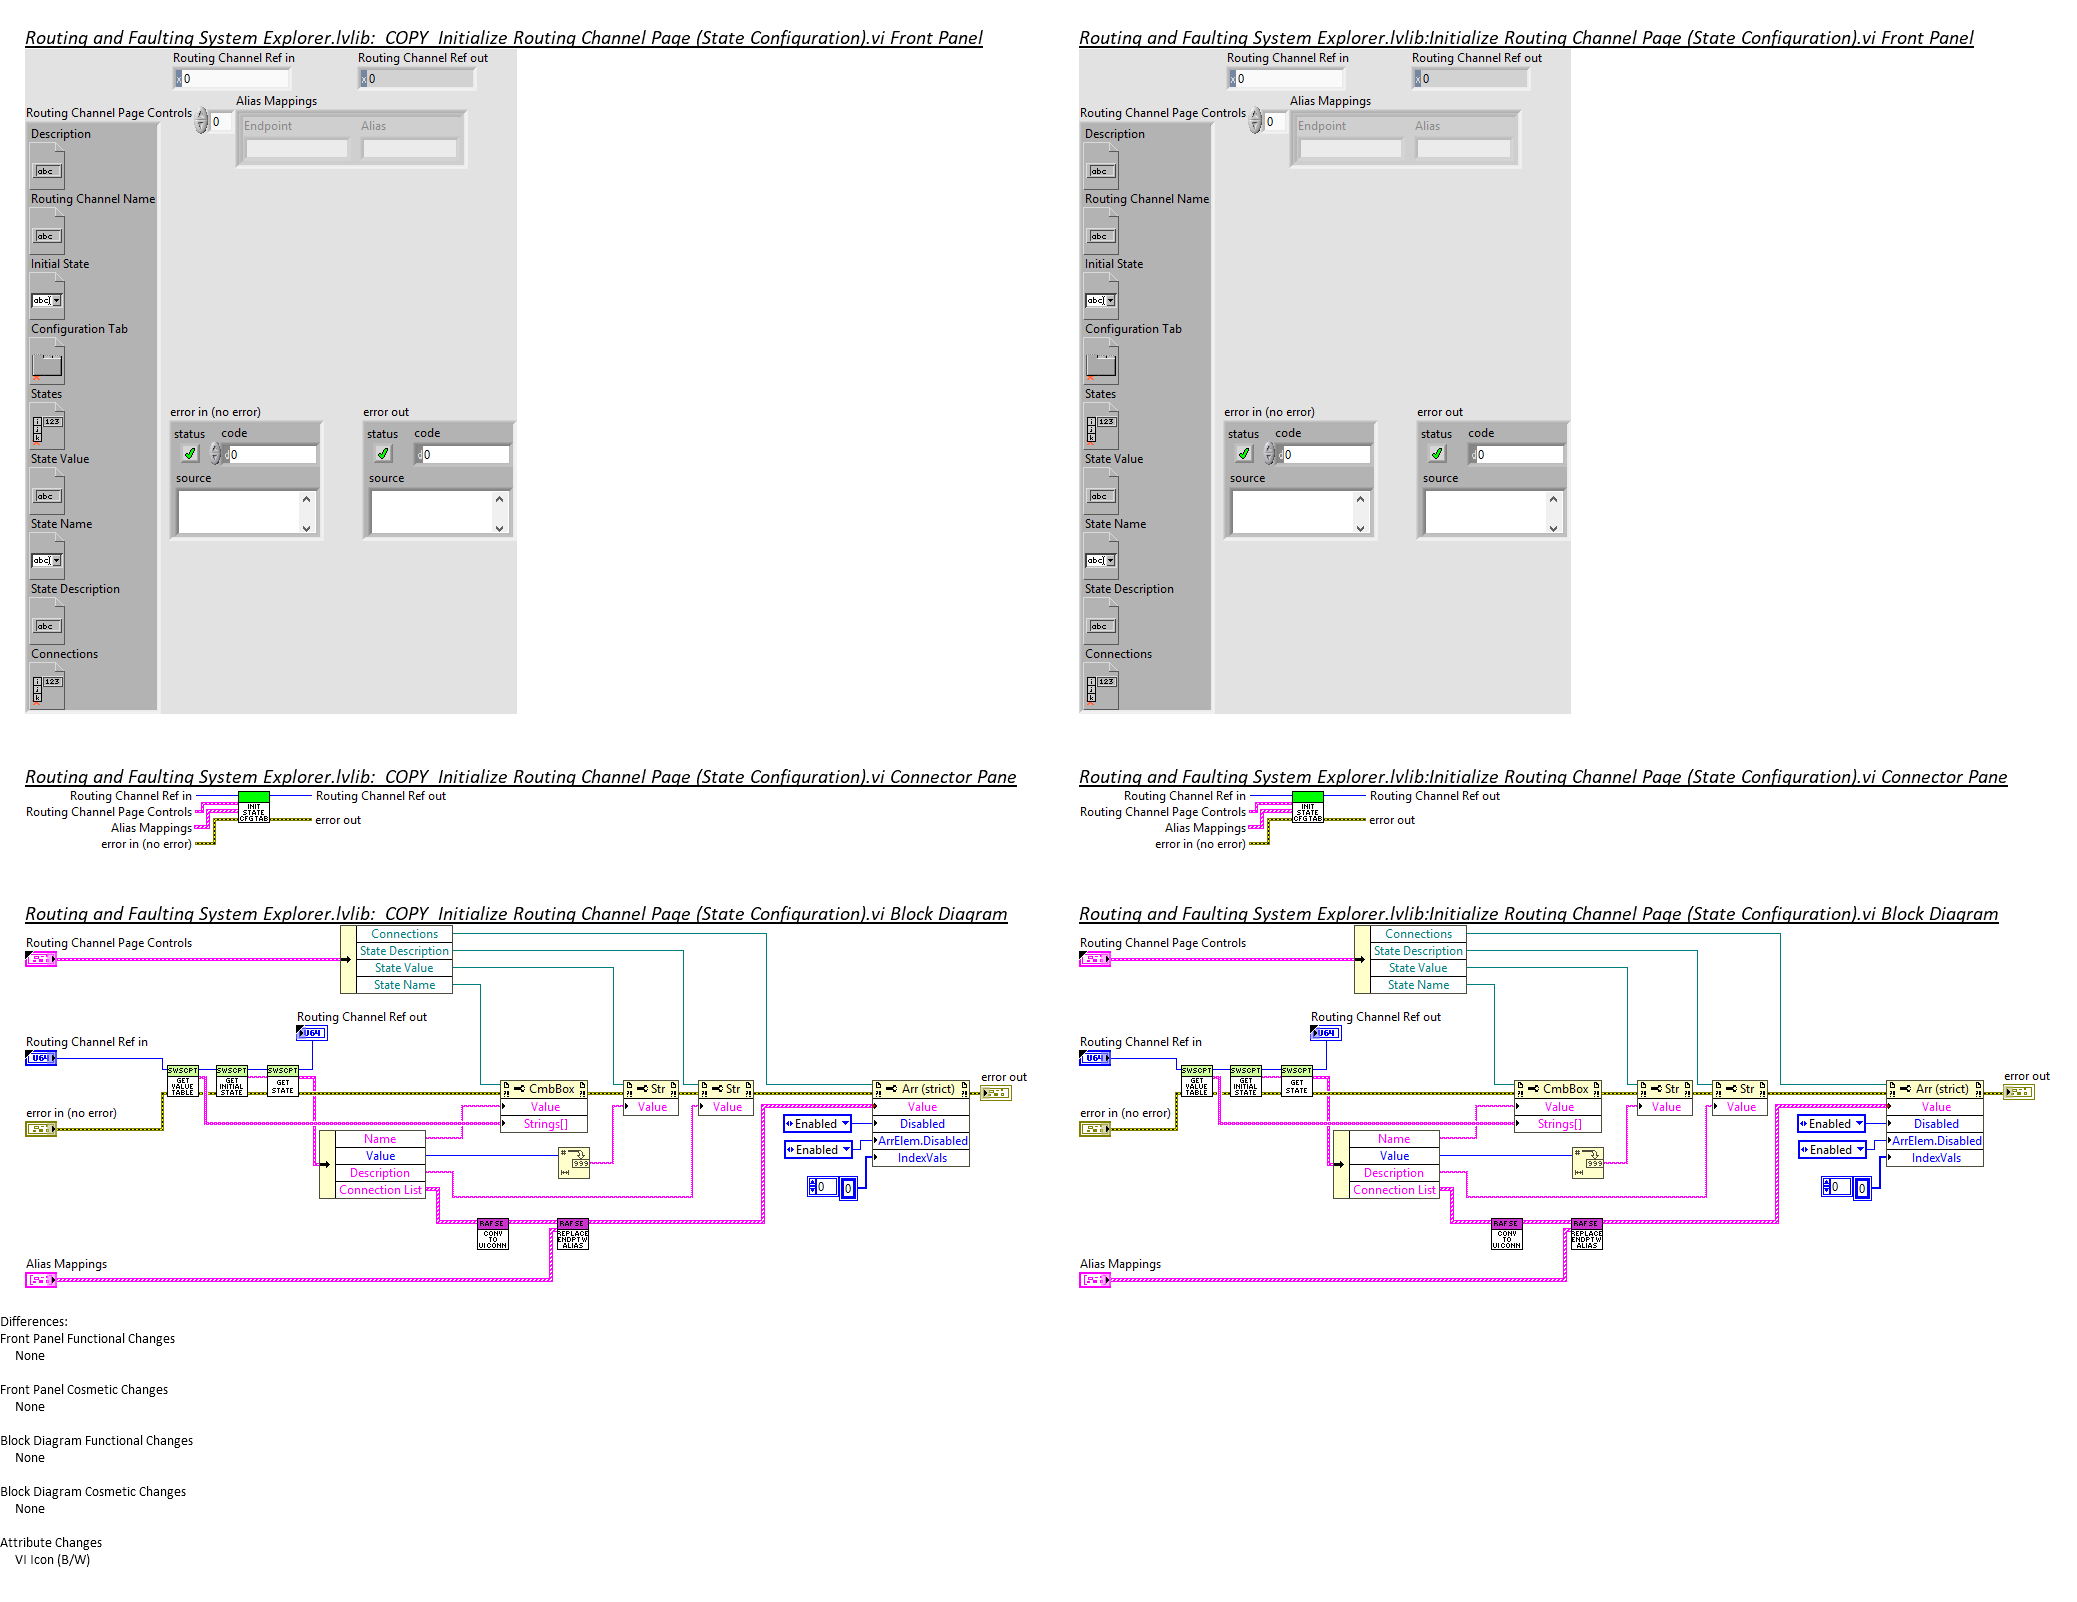 Routing and Faulting System Explorer.lvlib:_COPY_Initialize Routing Channel Page (State Configuration).vi Front Panel
Routing Channel Ref in
Routing Channel Ref out
0
0
Alias Mappings
Routing Channel Page Controls
0
Endpoint
Alias
Description
abc
Routing Channel Name
abc
Initial State
abc
Configuration Tab
States
123
State Value
abc
State Name
abc
State Description
abc
Connections
123
error in (no error)
status
code
0
source
error out
status
code
0
source
Routing and Faulting System Explorer.lvlib:Initialize Routing Channel Page (State Configuration).vi Front Panel
Routing Channel Ref in
Routing Channel Ref out
0
0
Alias Mappings
Routing Channel Page Controls
0
Endpoint
Alias
Description
abc
Routing Channel Name
abc
Initial State
abc
Configuration Tab
States
123
State Value
abc
State Name
abc
State Description
abc
Connections
123
error in (no error)
status
code
0
source
error out
status
code
0
source
Routing and Faulting System Explorer.lvlib:_COPY_Initialize Routing Channel Page (State Configuration).vi Connector Pane
Routing Channel Ref in
Routing Channel Page Controls
Alias Mappings
error in (no error)
INIT
STATE
CFG TAB
Routing Channel Ref out
error out
Routing and Faulting System Explorer.lvlib:Initialize Routing Channel Page (State Configuration).vi Connector Pane
Routing Channel Ref in
Routing Channel Page Controls
Alias Mappings
error in (no error)
INIT
STATE
CFG TAB
Routing Channel Ref out
error out
Routing and Faulting System Explorer.lvlib:_COPY_Initialize Routing Channel Page (State Configuration).vi Block Diagram
Routing Channel Page Controls
Connections
State Description
State Value
State Name
Routing Channel Ref out
U64
Routing Channel Ref in
U64
SWSCPT
GET
VALUE
TABLE
SWSCPT
GET
INITIAL
STATE
SWSCPT
GET
STATE
error in (no error)
CmbBox
Value
Strings[]
Str
Value
Str
Value
Arr (strict)
Value
Disabled
ArrElem.Disabled
IndexVals
error out
Enabled
Enabled
0
0
Name
Value
Description
Connection List
999
RAF SE
CONV
TO
UI CONN
RAF SE
REPLACE
ENDPT W
ALIAS
Alias Mappings
Routing and Faulting System Explorer.lvlib:Initialize Routing Channel Page (State Configuration).vi Block Diagram
Routing Channel Page Controls
Connections
State Description
State Value
State Name
Routing Channel Ref out
U64
Routing Channel Ref in
U64
SWSCPT
GET
VALUE
TABLE
SWSCPT
GET
INITIAL
STATE
SWSCPT
GET
STATE
error in (no error)
CmbBox
Value
Strings[]
Str
Value
Str
Value
Arr (strict)
Value
Disabled
ArrElem.Disabled
IndexVals
error out
Enabled
Enabled
0
0
Name
Value
Description
Connection List
999
RAF SE
CONV
TO
UI CONN
RAF SE
REPLACE
ENDPT W
ALIAS
Alias Mappings
Differences:
Front Panel Functional Changes
None
Front Panel Cosmetic Changes
None
Block Diagram Functional Changes
None
Block Diagram Cosmetic Changes
None
Attribute Changes
VI Icon (B/W)